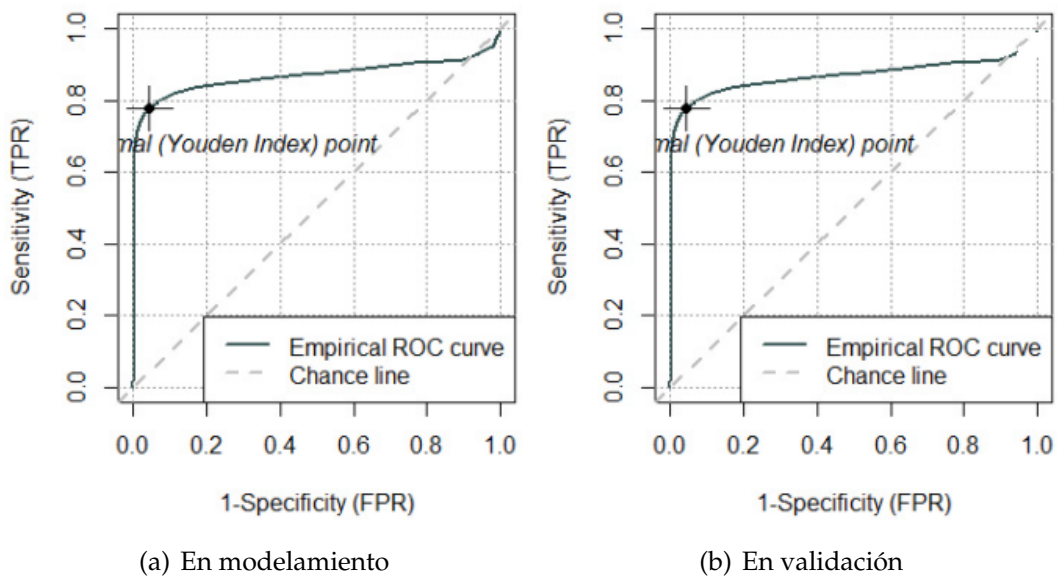 1.0
0.8
0.6
0.4
0.2
0.0
Sensitivity (TPR)
mal (Youden Index) point
Empirical ROC curve
Chance line
0.0 0.2 0.4 0.6 0.8 1.0
1-Specificity (FPR)
(a) En modelamiento
1.0
0.8
0.6
0.4
0.2
0.0
Sensitivity (TPR)
mal (Youden Index) point
Empirical ROC curve
Chance line
0.0 0.2 0.4 0.6 0.8 1.0
1-Specificity (FPR)
(b) En validación